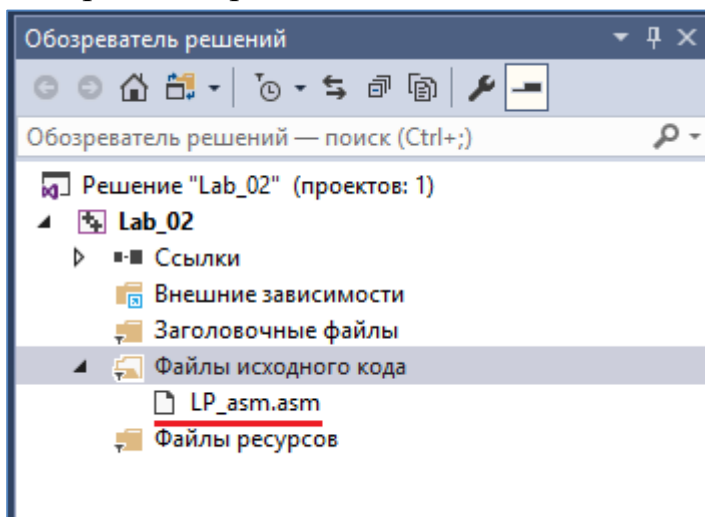 Обозреватель решений
Обозреватель решений — поиск (Ctrl+;)
Решение "Lab_02" (проектов: 1)
Lab_02
Ссылки
Внешние зависимости
Заголовочные файлы
Файлы исходного кода
LP_asm.asm
Файлы ресурсов